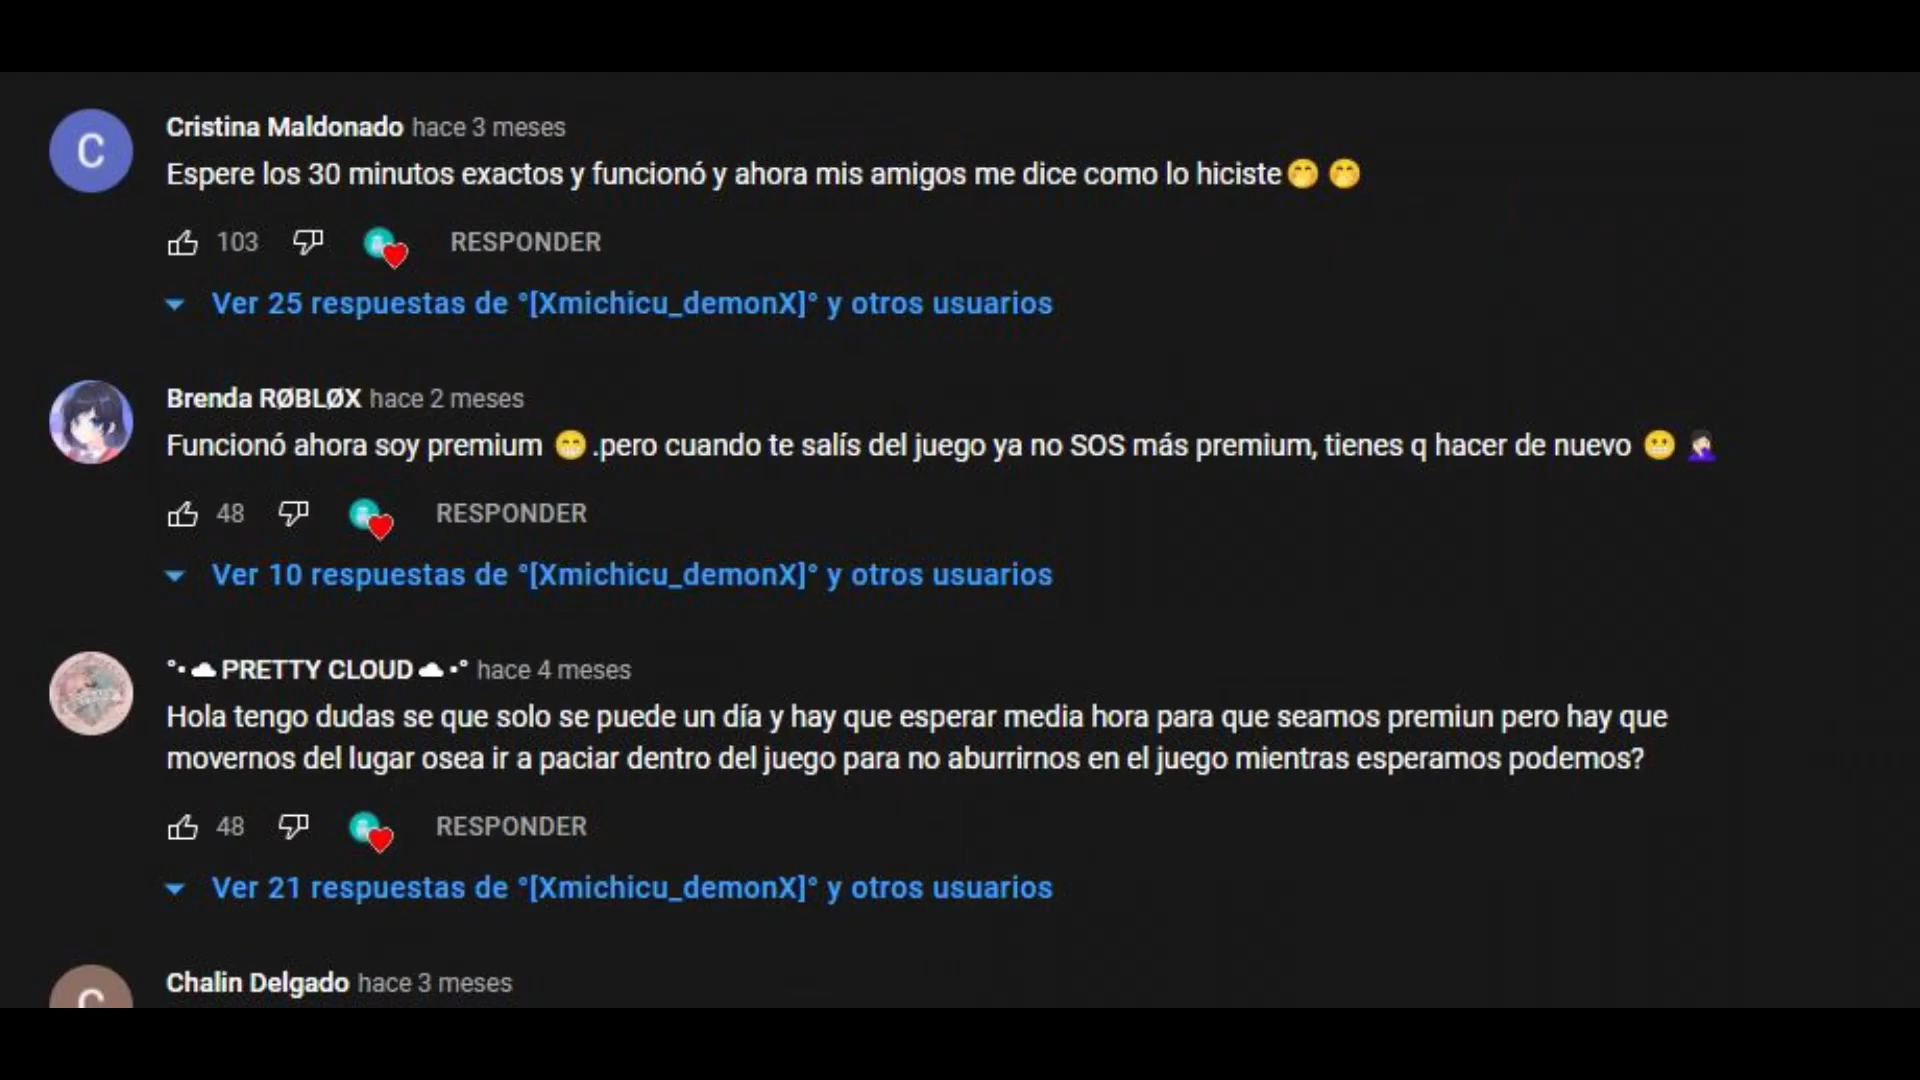 C
Cristina Maldonado hace 3 meses
Espere los 30 minutos exactos y funcionó y ahora mis amigos me dice como lo hiciste🤭 🤭
103 RESPONDER
Ver 25 respuestas de °[Xmichicu_demonX]° y otros usuarios
Brenda RØBLØX hace 2 meses
Funcionó ahora soy premium 😁.pero cuando te salís del juego ya no SOS más premium, tienes q hacer de nuevo 😬 🤦🏻‍♀️
48 RESPONDER
Ver 10 respuestas de °[Xmichicu_demonX]° y otros usuarios
°•☁PRETTY CLOUD☁•° hace 4 meses
Hola tengo dudas se que solo se puede un día y hay que esperar media hora para que seamos premiun pero hay que
movernos del lugar osea ir a paciar dentro del juego para no aburrirnos en el juego mientras esperamos podemos?
48 RESPONDER
Ver 21 respuestas de °[Xmichicu_demonX]° y otros usuarios
C
Chalin Delgado hace 3 meses